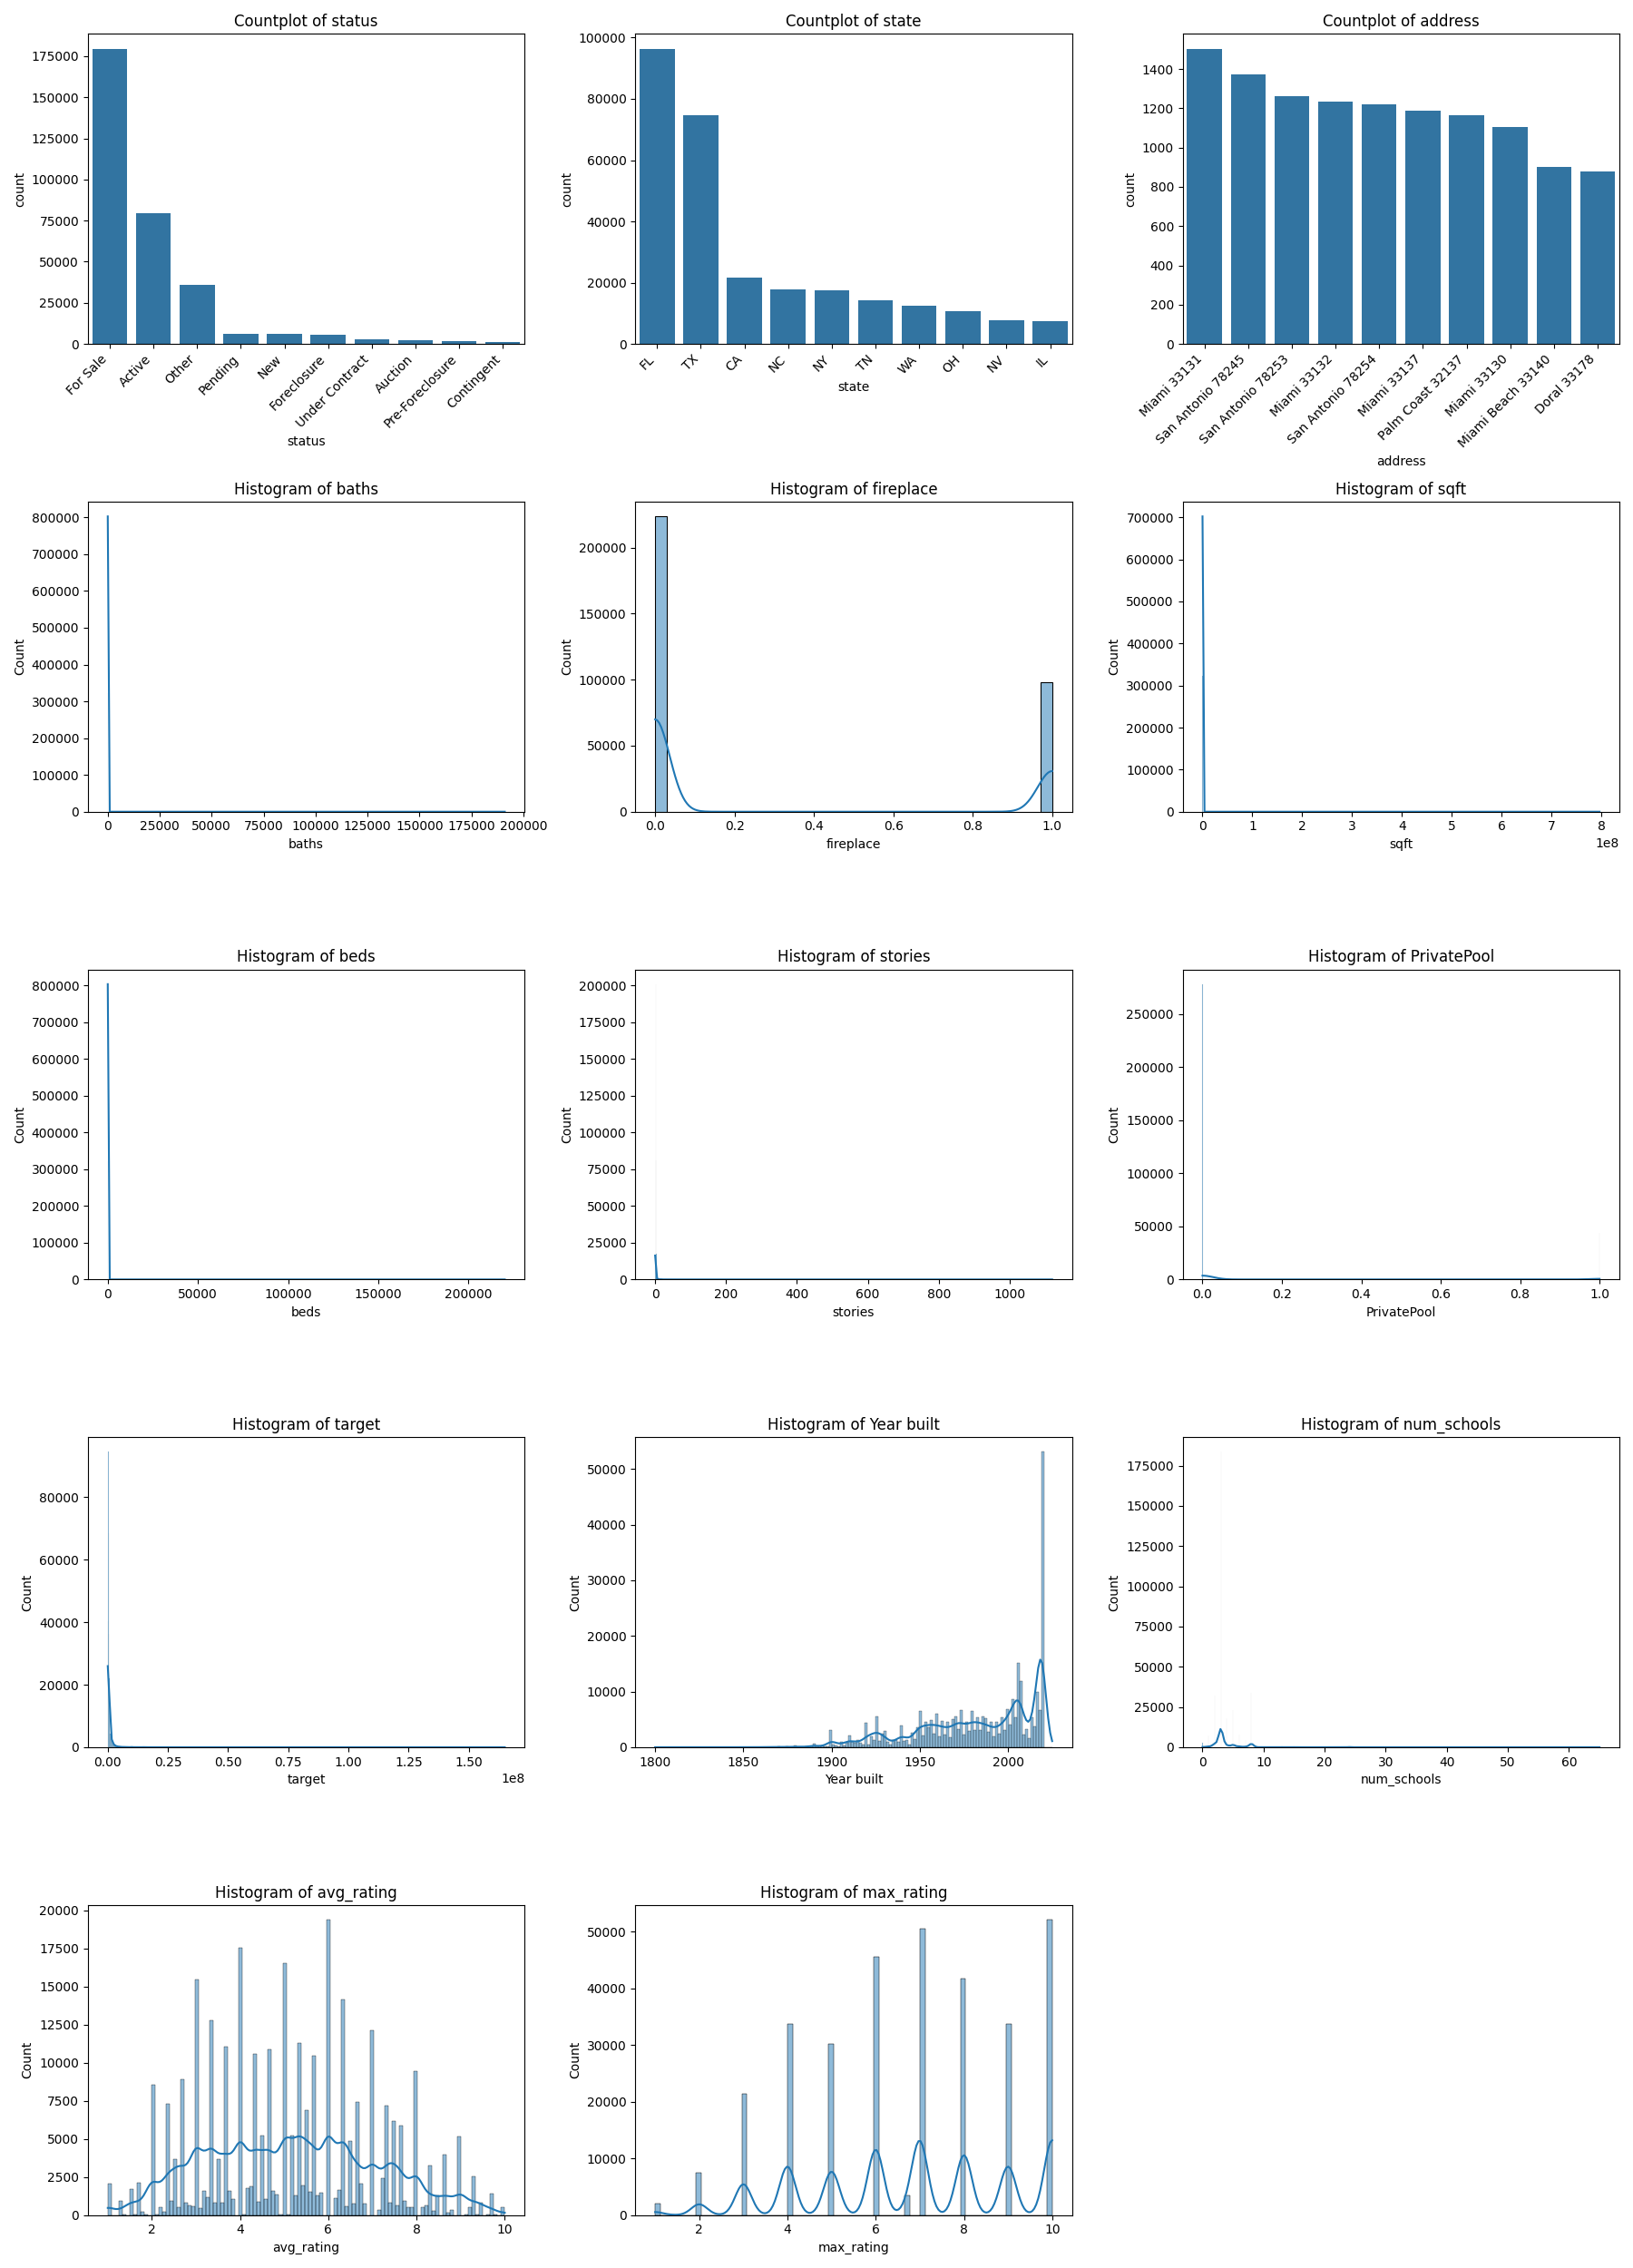 Countplot of status
count
175000
150000
125000
100000
75000
50000
25000
0
For Sale
Active
Other
Pending
New
Foreclosure
Under Contract
Auction
Pre-Foreclosure
Contingent
status
Countplot of state
count
100000
80000
60000
40000
20000
0
FL
TX
CA
NC
NY
TN
WA
OH
NV
IL
state
Countplot of address
count
1400
1200
1000
800
600
400
200
0
Miami 33131
San Antonio 78245
San Antonio 78253
Miami 33132
San Antonio 78254
Miami 33137
Palm Coast 32137
Miami 33130
Miami Beach 33140
Doral 33178
address
Histogram of baths
Count
800000
700000
600000
500000
400000
300000
200000
100000
0
0 25000 50000 75000 100000 125000 150000 175000 200000
baths
Histogram of fireplace
Count
200000
150000
100000
50000
0
0.0 0.2 0.4 0.6 0.8 1.0
fireplace
Histogram of sqft
Count
700000
600000
500000
400000
300000
200000
100000
0
0 1 2 3 4 5 6 7 8
sqft
1e8
Histogram of beds
Count
800000
700000
600000
500000
400000
300000
200000
100000
0
0 50000 100000 150000 200000
beds
Histogram of stories
Count
200000
175000
150000
125000
100000
75000
50000
25000
0
0 200 400 600 800 1000
stories
Histogram of PrivatePool
Count
250000
200000
150000
100000
50000
0
0.0 0.2 0.4 0.6 0.8 1.0
PrivatePool
Histogram of target
Count
80000
60000
40000
20000
0
0.00 0.25 0.50 0.75 1.00 1.25 1.50
target
1e8
Histogram of Year built
Count
50000
40000
30000
20000
10000
0
1800 1850 1900 1950 2000
Year built
Histogram of num_schools
Count
175000
150000
125000
100000
75000
50000
25000
0
0 10 20 30 40 50 60
num_schools
Histogram of avg_rating
Count
20000
17500
15000
12500
10000
7500
5000
2500
0
2 4 6 8 10
avg_rating
Histogram of max_rating
Count
50000
40000
30000
20000
10000
0
2 4 6 8 10
max_rating